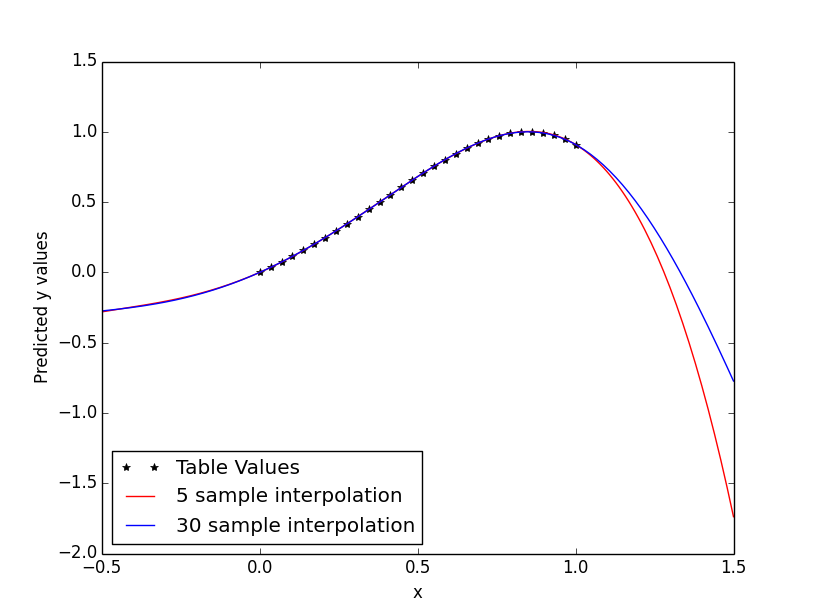 1.5
1.0
0.5
0.0
−0.5
−1.0
−1.5
−2.0
Predicted y values
Table Values
5 sample interpolation
30 sample interpolation
−0.5 0.0 0.5 1.0 1.5
x